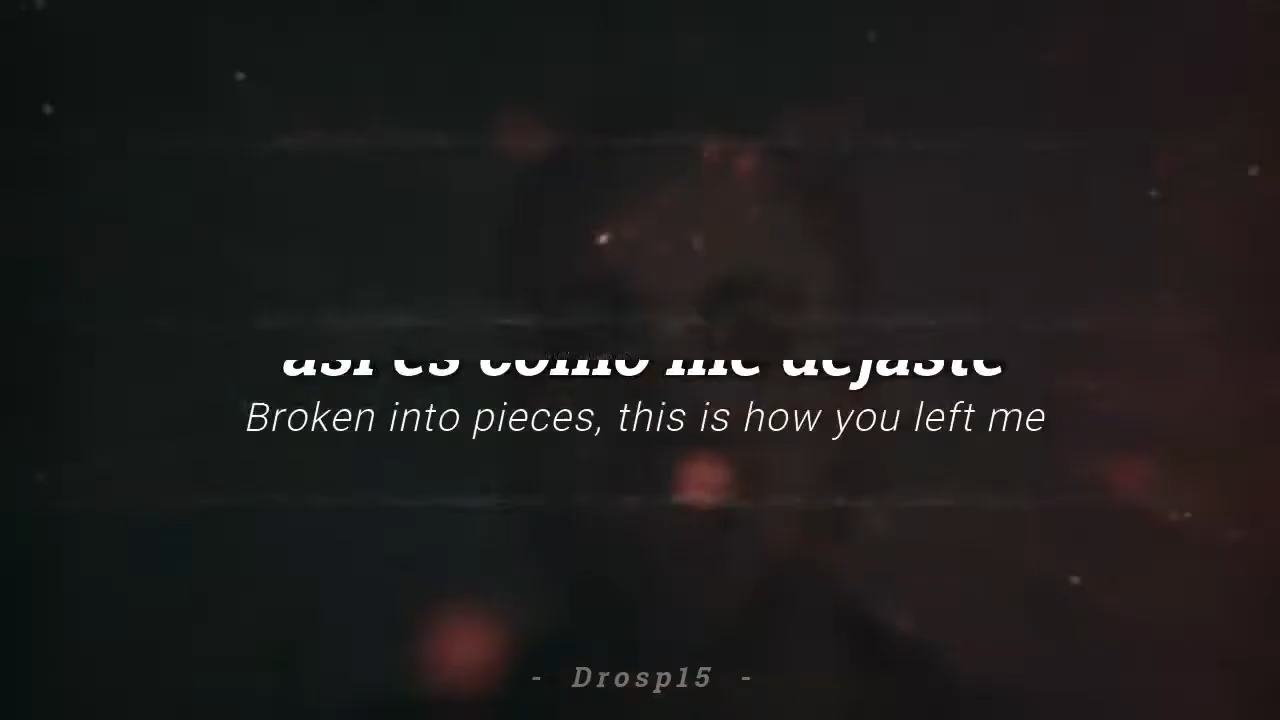 así es como me dejaste
Broken into pieces, this is how you left me
- Drosp15 -